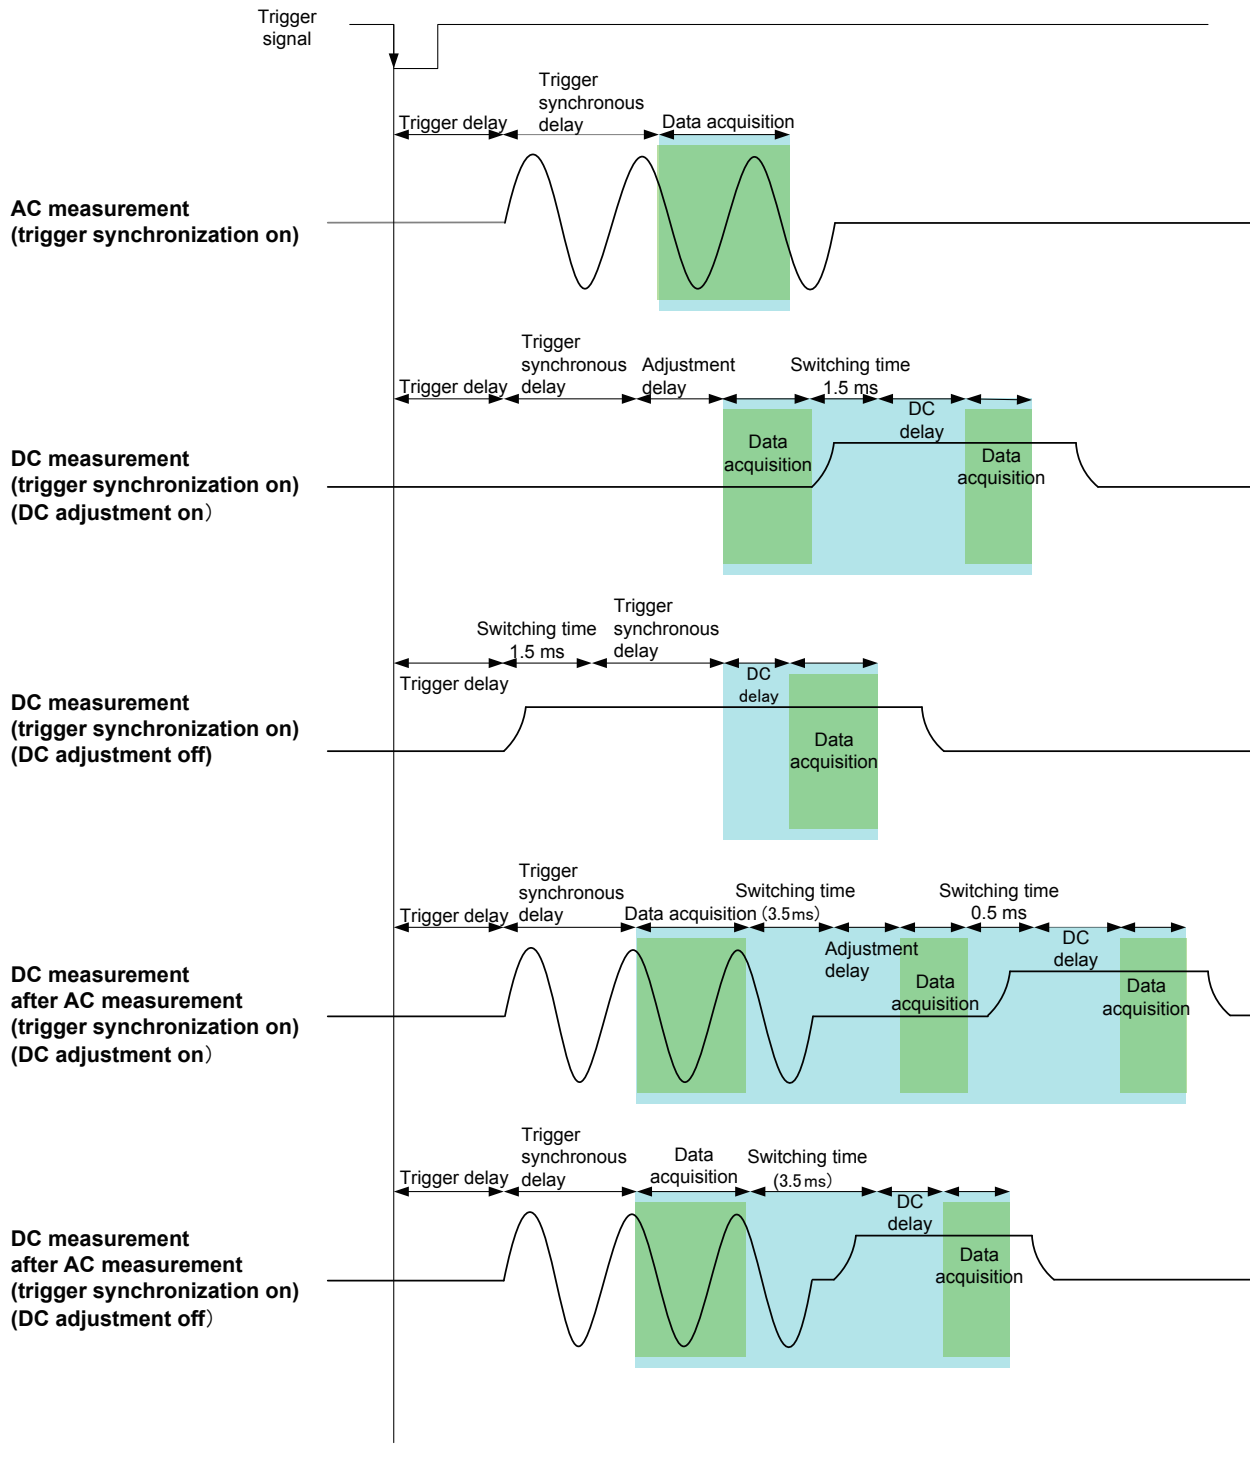 Trigger
signal
Trigger
synchronous
delay
Trigger delay
Data acquisition
AC measurement
(trigger synchronization on)
Trigger
synchronous
delay
Trigger delay
Adjustment
delay
Switching time
1.5 ms
DC
delay
Data
acquisition
Data
acquisition
DC measurement
(trigger synchronization on)
(DC adjustment on)
Switching time
1.5 ms
Trigger
synchronous
delay
Trigger delay
DC
delay
Data
acquisition
DC measurement
(trigger synchronization on)
(DC adjustment off)
Trigger
synchronous
delay
Trigger delay
Data acquisition
Switching time
(3.5ms)
Adjustment
delay
Switching time
0.5 ms
DC
delay
Data
acquisition
Data
acquisition
DC measurement
after AC measurement
(trigger synchronization on)
(DC adjustment on)
Trigger
synchronous
delay
Trigger delay
Data
acquisition
Switching time
(3.5ms)
DC
delay
Data
acquisition
DC measurement
after AC measurement
(trigger synchronization on)
(DC adjustment off)